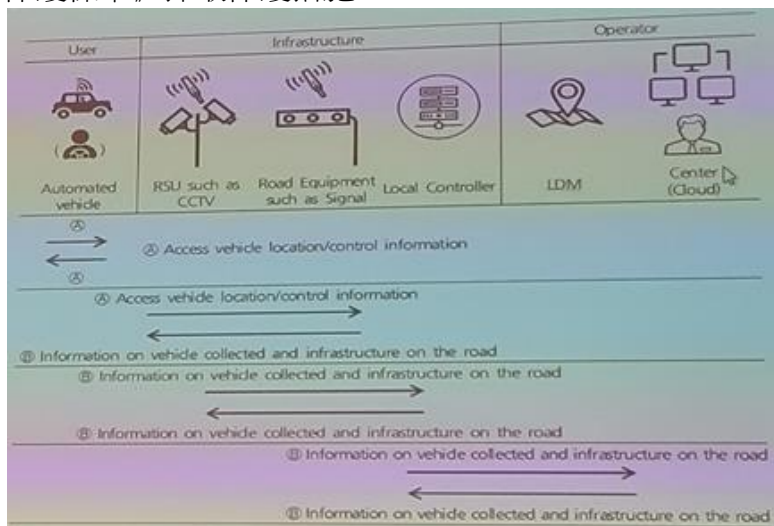 User
Infrastructure
Operator
Automated
vehicle
RSU such as
CCTV
Road Equipment
such as Signal
Local Controller
LDM
Center
(Cloud)
Ⓐ
Ⓐ Access vehicle location/control information
Ⓐ
Ⓐ Access vehicle location/control information
Ⓑ Information on vehicle collected and infrastructure on the road
Ⓑ Information on vehicle collected and infrastructure on the road
Ⓑ Information on vehicle collected and infrastructure on the road
Ⓑ Information on vehicle collected and infrastructure on the road
Ⓑ Information on vehicle collected and infrastructure on the road